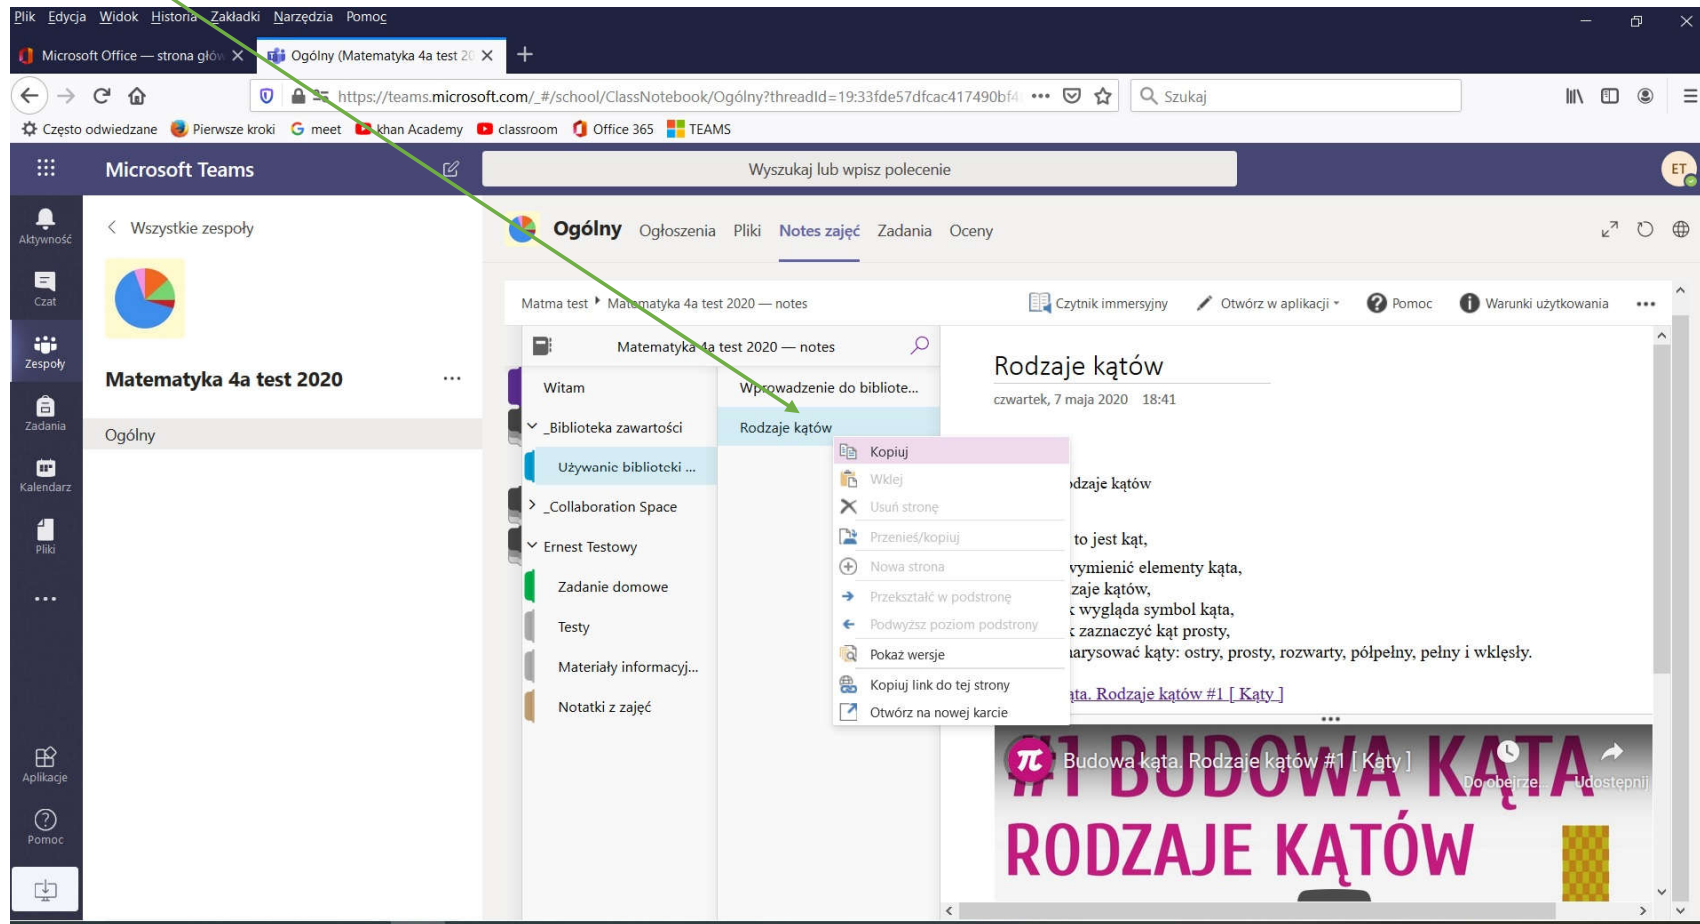 Plik Edycja Widok Historia Zakładki Narzędzia Pomoc
Microsoft Office — strona głów
Ogólny (Matematyka 4a test 20
https://teams.microsoft.com/_#/school/ClassNotebook/Ogólny?threadId=19:33fde57dfcac417490bf4
Szukaj
Często odwiedzane Pierwsze kroki meet khan Academy classroom Office 365 TEAMS
Microsoft Teams
Wyszukaj lub wpisz polecenie
ET
Aktywność
Czat
Zespoły
Zadania
Kalendarz
Pliki
Aplikacje
Pomoc
Wszystkie zespoły
Matematyka 4a test 2020
Ogólny
Ogólny Ogłoszenia Pliki Notes zajęć Zadania Oceny
Matma test Matematyka 4a test 2020 — notes
Czytnik immersyjny Otwórz w aplikacji Pomoc Warunki użytkowania
Matematyka 4a test 2020 — notes
Witam
_Biblioteka zawartości
Używanie biblioteki ...
_Collaboration Space
Ernest Testowy
Zadanie domowe
Testy
Materiały informacyj...
Notatki z zajęć
Wprowadzenie do bibliote...
Rodzaje kątów
Kopiuj
Wklej
Usuń stronę
Przenieś/kopiuj
Nowa strona
Przekształć w podstronę
Podwyższ poziom podstrony
Pokaż wersje
Kopiuj link do tej strony
Otwórz na nowej karcie
Rodzaje kątów
czwartek, 7 maja 2020 18:41
odzaje kątów
to jest kąt,
wymienić elementy kąta,
zaje kątów,
k wygląda symbol kąta,
k zaznaczyć kąt prosty,
narysować kąty: ostry, prosty, rozwarty, półpełny, pełny i wklęsły.
ąta. Rodzaje kątów #1 [ Kąty ]
Budowa kąta. Rodzaje kątów #1 [ Kąty ]
Do obejrze... Udostępnij
#1 BUDOWA KĄTA
RODZAJE KĄTÓW